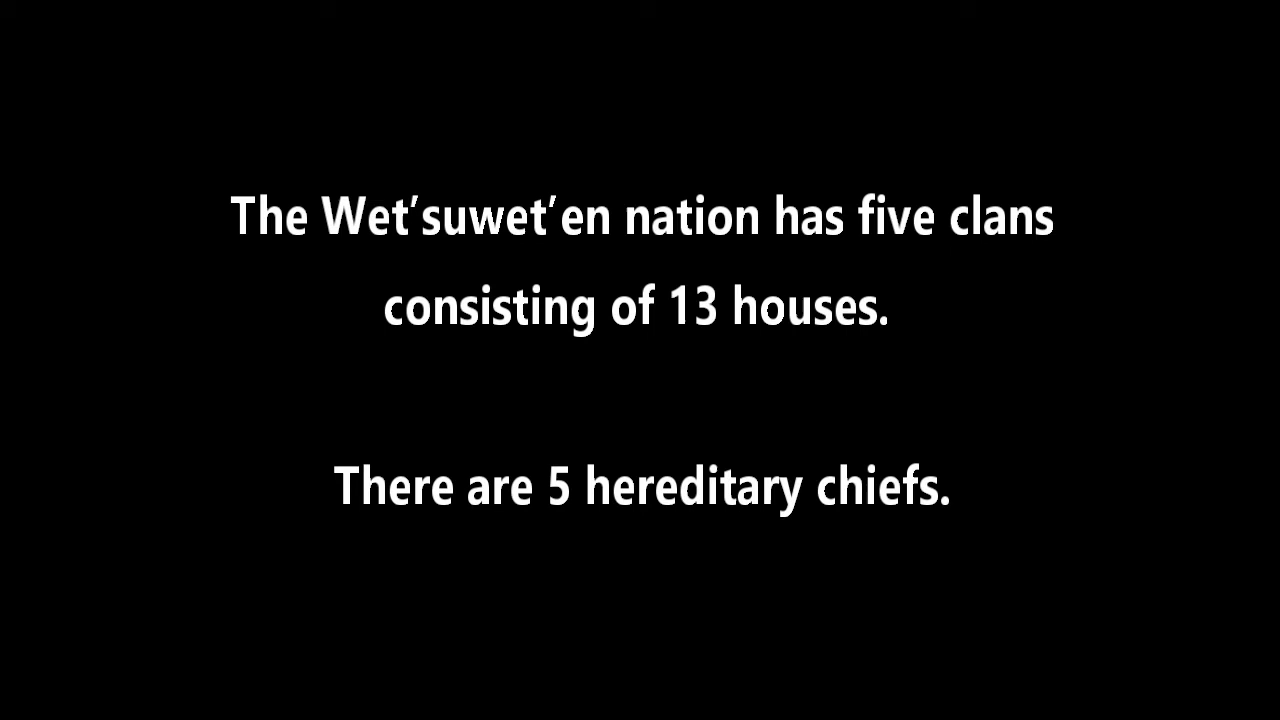 The Wet'suwet'en nation has five clans
consisting of 13 houses.
There are 5 hereditary chiefs.